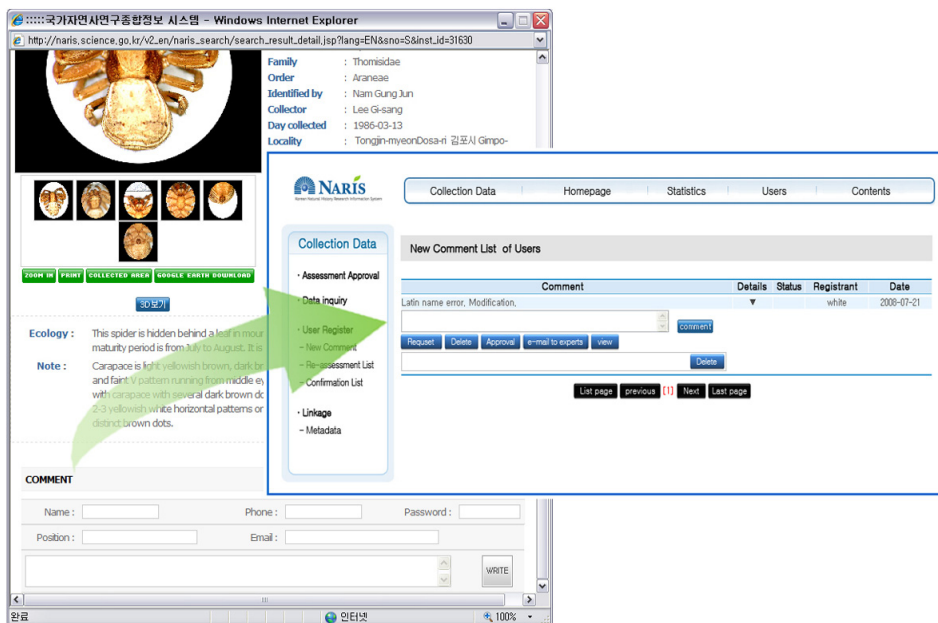 :::::국가자연사연구종합정보 시스템 - Windows Internet Explorer
http://naris.science.go.kr/v2_en/naris_search/search_result_detail.jsp?lang=EN&sno=S&inst_id=31630
Family : Thomisidae
Order : Araneae
Identified by : Nam Gung Jun
Collector : Lee Gi-sang
Day collected : 1986-03-13
Locality : Tongjin-myeonDosa-ri 김포시 Gimpo-
ZOOM IN PRINT COLLECTED AREA GOOGLE EARTH DOWNLOAD
3D보기
Ecology : This spider is hidden behind a leaf in mour
maturity period is from July to August. It is
Note : Carapace is light yellowish brown, dark br
and faint V pattern running from middle ey
with carapace with several dark brown do
2-3 yellowish white horizontal patterns or
distinct brown dots.
COMMENT
Name : Phone : Password :
Position : Email :
WRITE
완료 인터넷 100%
NARIS
Korean Natural History Research Information System
Collection Data Homepage Statistics Users Contents
Collection Data
· Assessment Approval
· Data inquiry
· User Register
- New Comment
- Re-assessment List
- Confirmation List
· Linkage
- Metadata
New Comment List of Users
Comment Details Status Registrant Date
Latin name error, Modification, ▼ white 2008-07-21
comment
Requset Delete Approval e-mail to experts view
Delete
List page previous [1] Next Last page